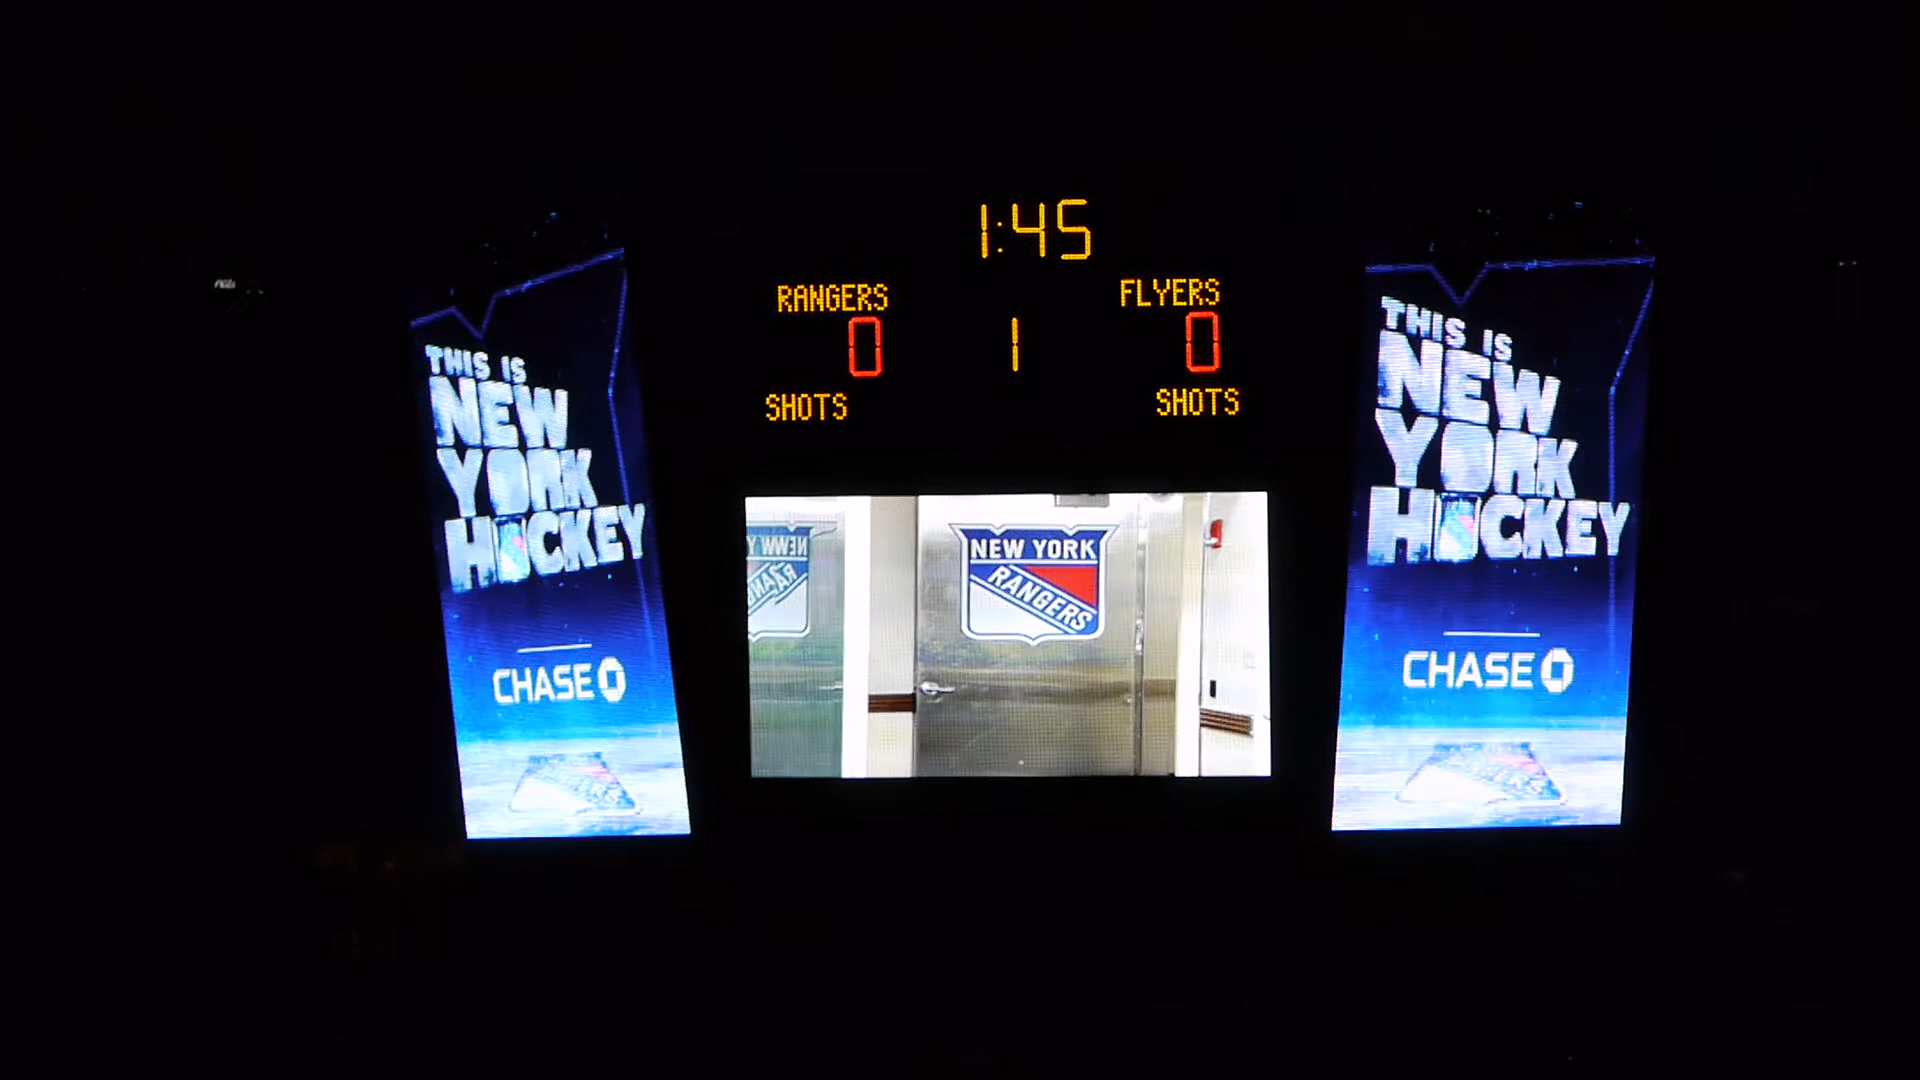 1:45
RANGERS
FLYERS
0
1
0
SHOTS
SHOTS
THIS IS
NEW
YORK
HOCKEY
CHASE
NEW YORK
RANGERS
THIS IS
NEW
YORK
HOCKEY
CHASE